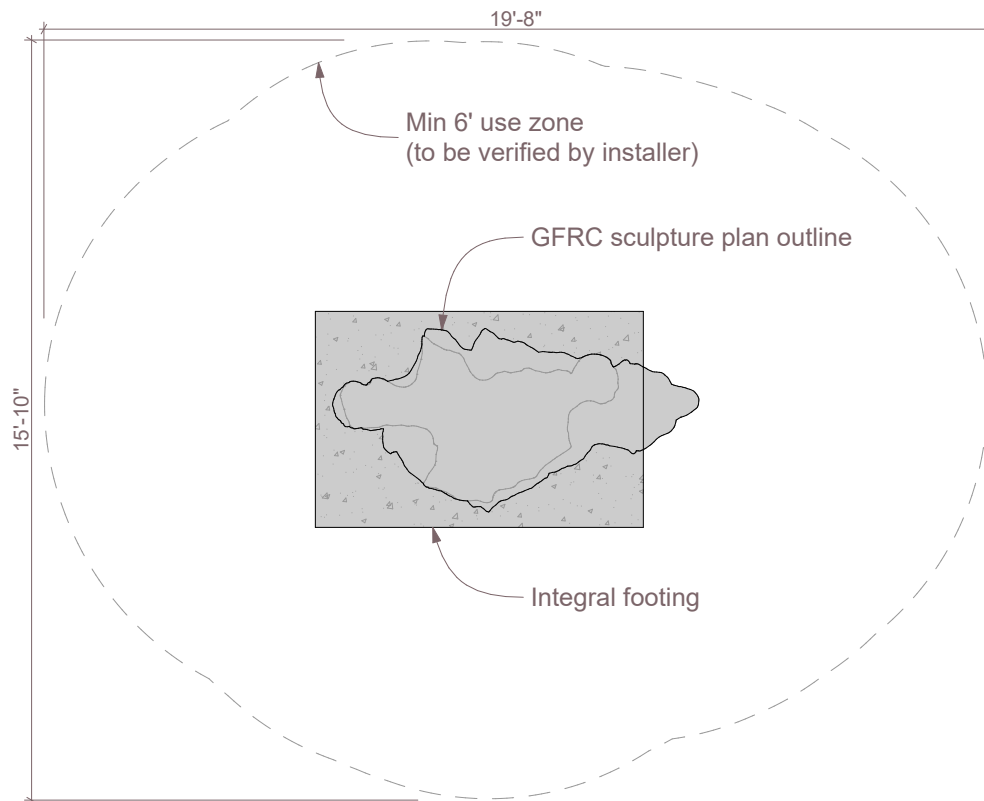 19'-8"
Min 6' use zone
(to be verified by installer)
GFRC sculpture plan outline
15'-10"
Integral footing